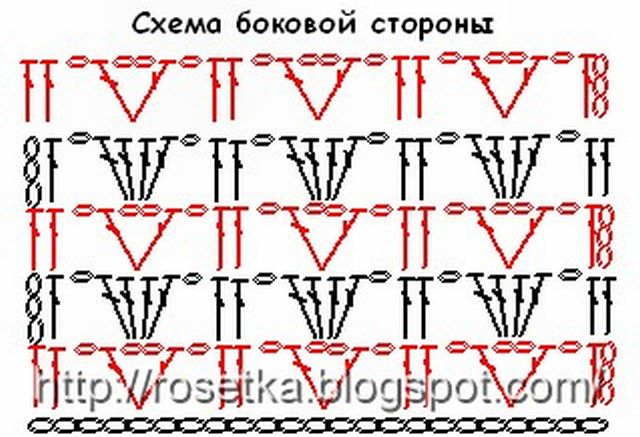 Схема боковой стороны
http://rosetka.blogspot.com/